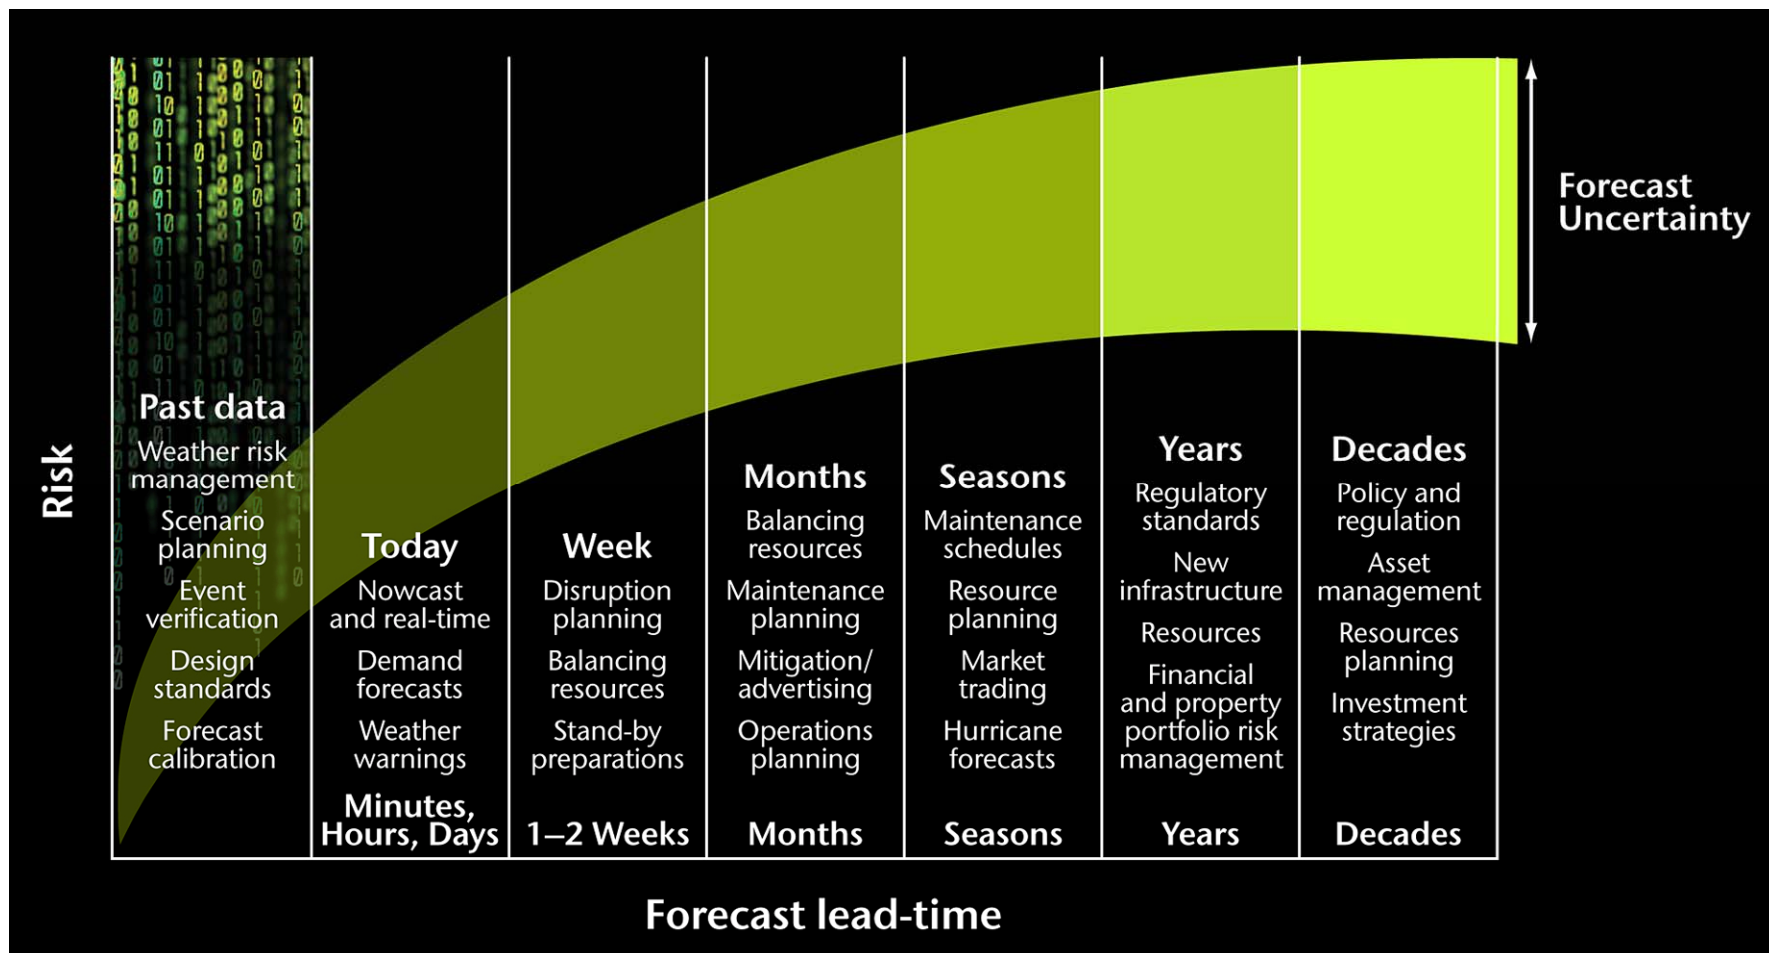 Forecast
Uncertainty
Risk
Past data
Weather risk
management
Scenario
planning
Event
verification
Design
standards
Forecast
calibration
Today
Nowcast
and real-time
Demand
forecasts
Weather
warnings
Minutes,
Hours, Days
Week
Disruption
planning
Balancing
resources
Stand-by
preparations
1–2 Weeks
Months
Balancing
resources
Maintenance
planning
Mitigation/
advertising
Operations
planning
Months
Seasons
Maintenance
schedules
Resource
planning
Market
trading
Hurricane
forecasts
Seasons
Years
Regulatory
standards
New
infrastructure
Resources
Financial
and property
portfolio risk
management
Years
Decades
Policy and
regulation
Asset
management
Resources
planning
Investment
strategies
Decades
Forecast lead-time